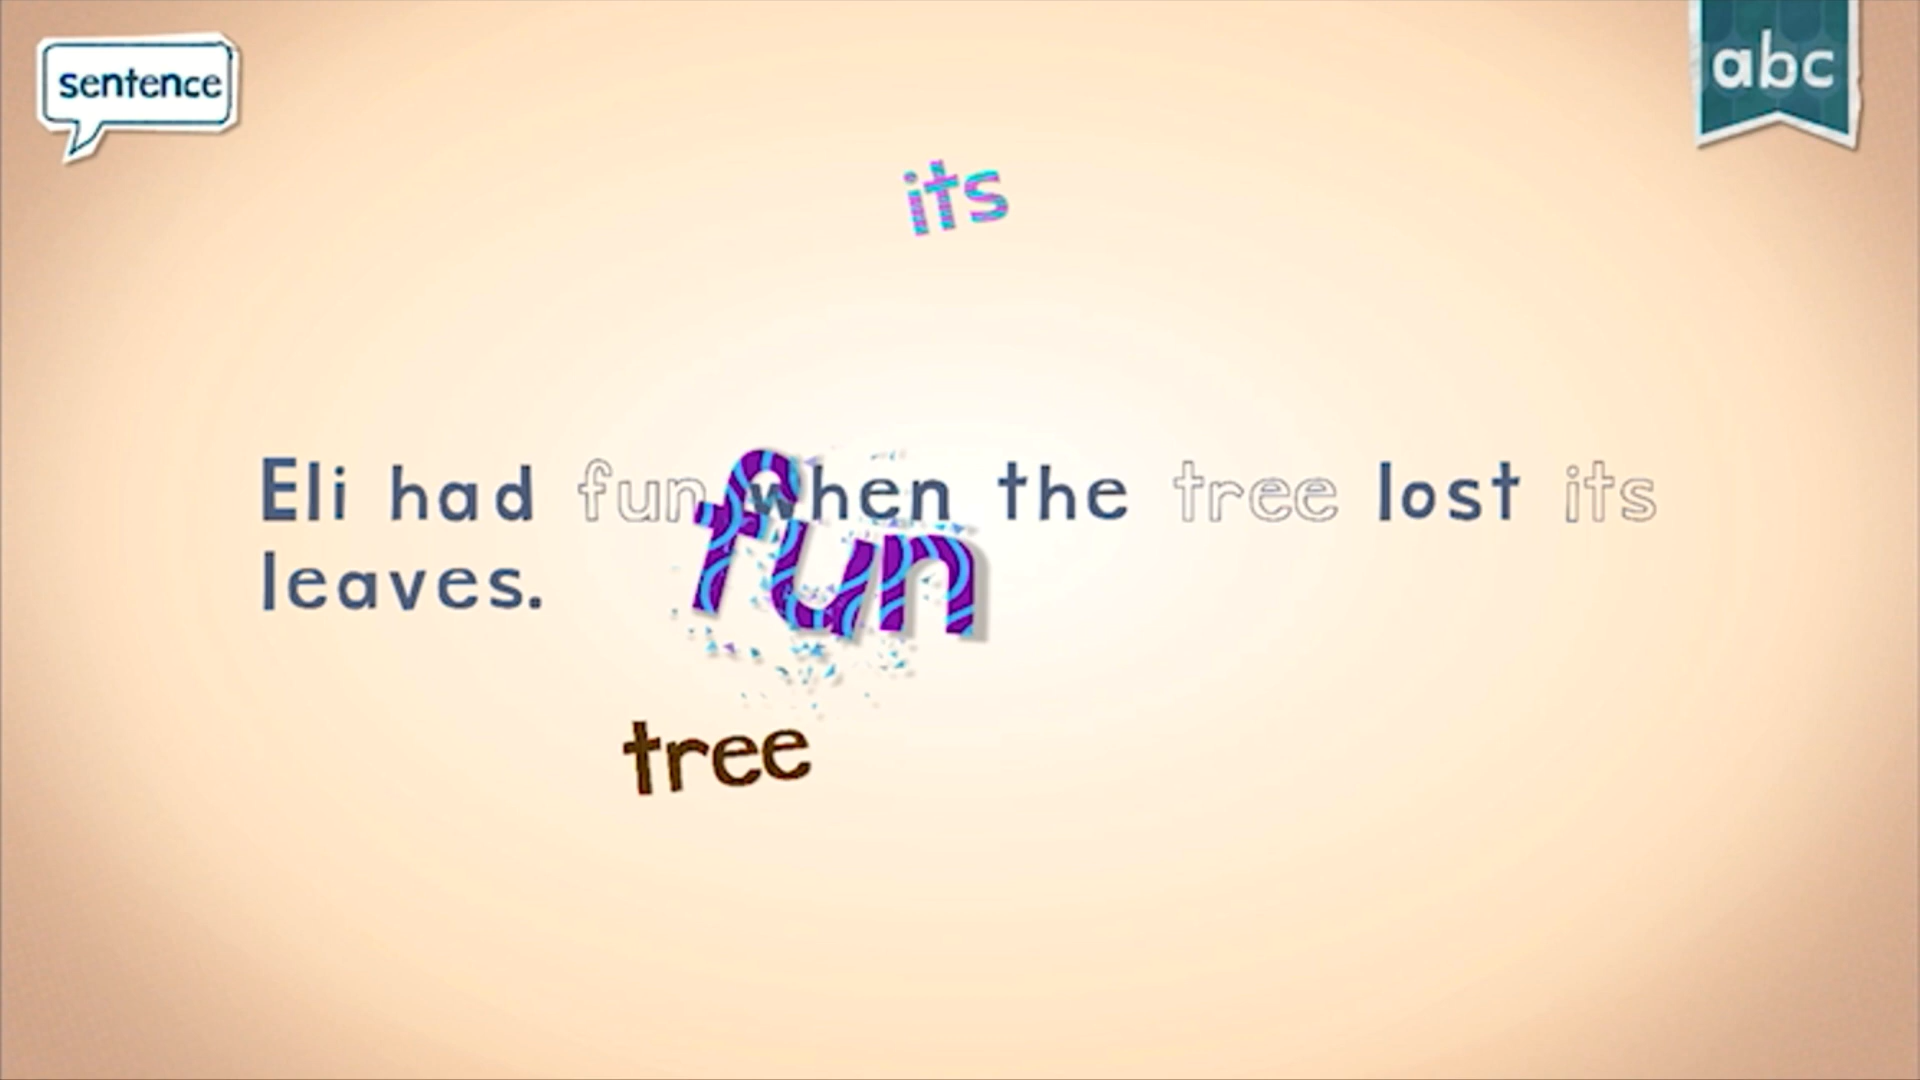 sentence
abc
its
Eli had fun when the tree lost its
leaves.
fun
tree